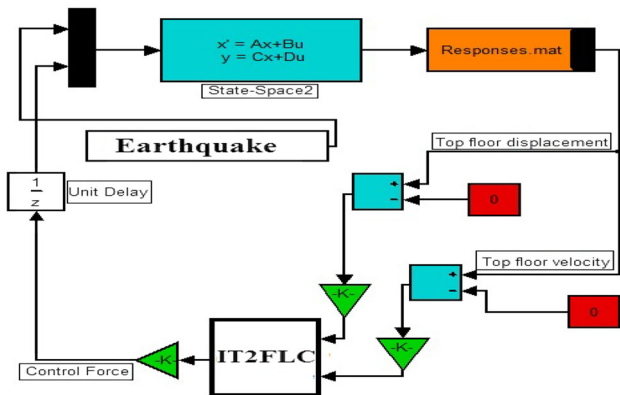 x' = Ax+Bu
y = Cx+Du
State-Space2
Responses.mat
Earthquake
Top floor displacement
1
z
Unit Delay
+
−
0
Top floor velocity
+
−
0
-K-
-K-
IT2FLC
-K-
Control Force